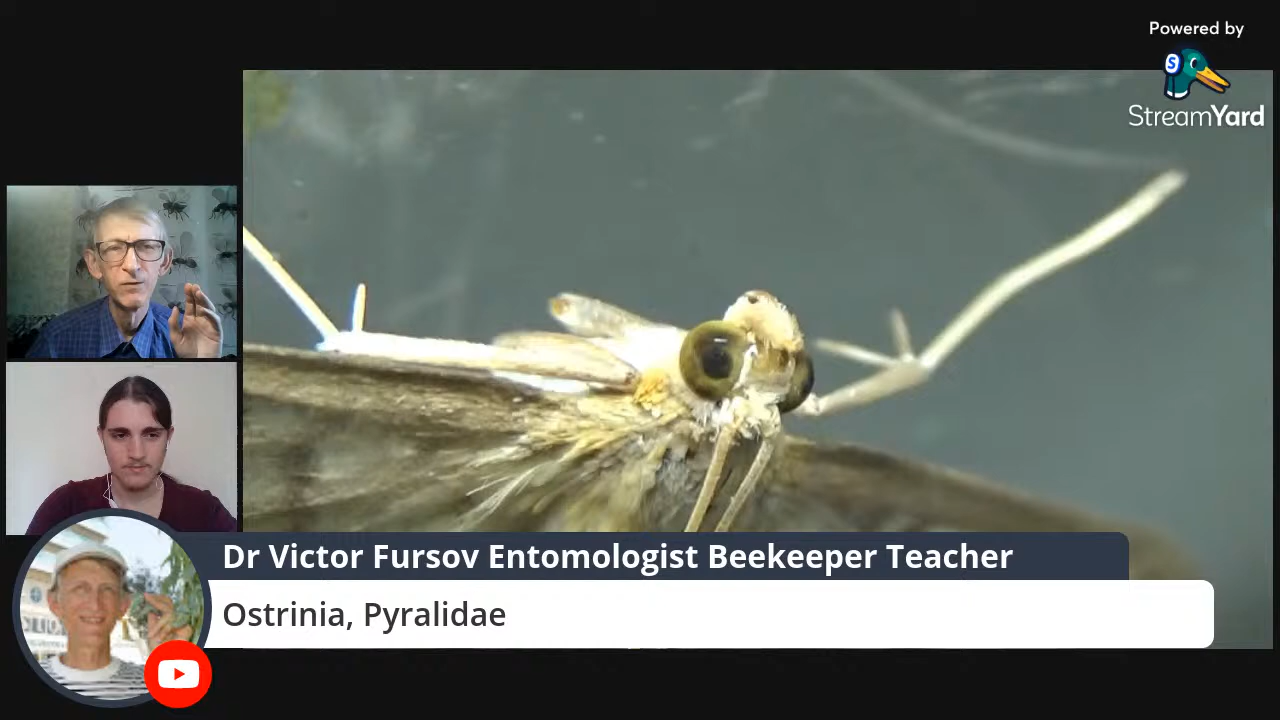 Powered by
StreamYard
Dr Victor Fursov Entomologist Beekeeper Teacher
Ostrinia, Pyralidae